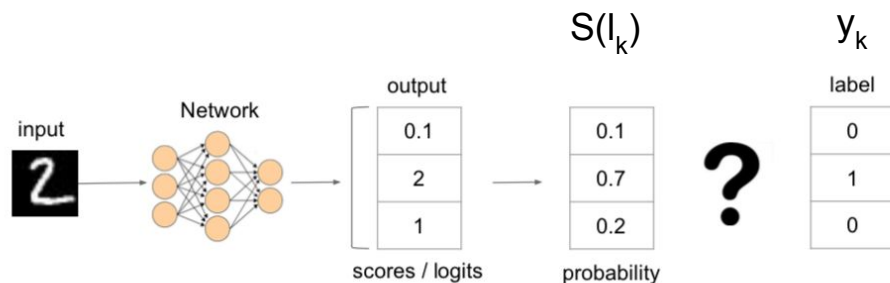 S(l_k)
y_k
output
label
Network
input
0.1
0.1
0
2
2
0.7
?
1
1
0.2
0
scores / logits
probability